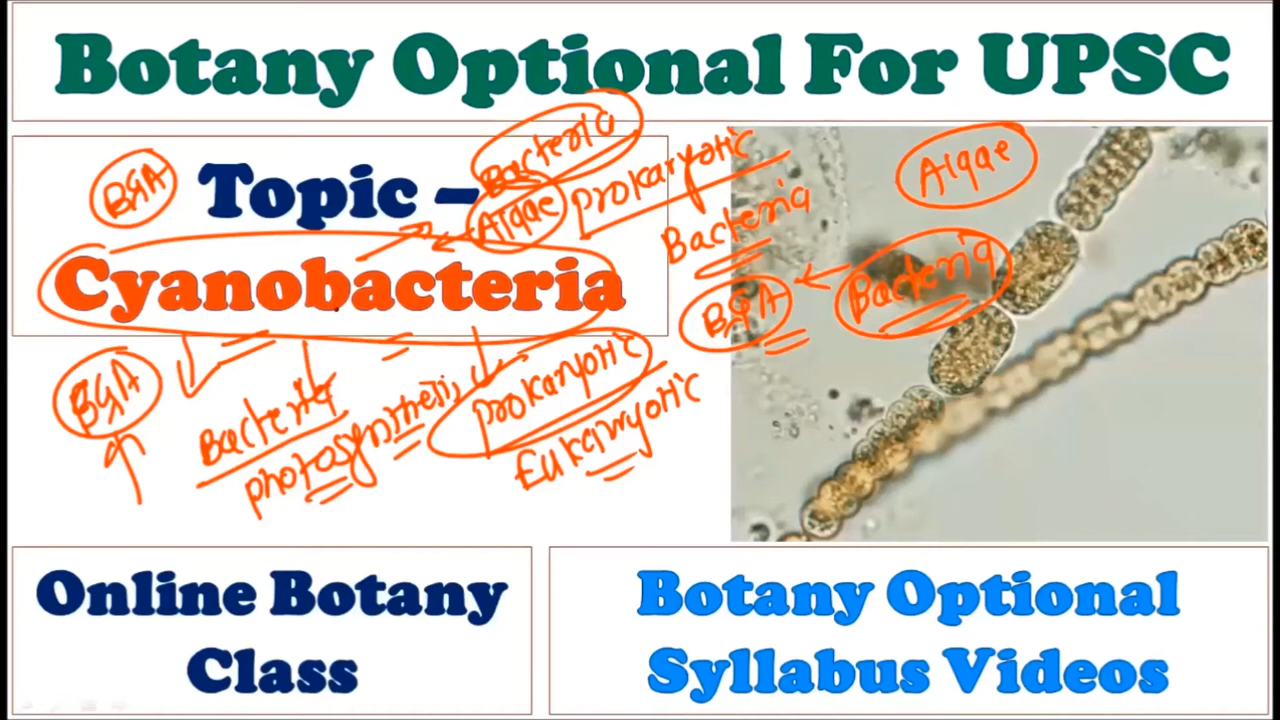 Botany Optional For UPSC
BGA
Topic –
Bacteric
Algae
Prokaryotic
Bacteria
Algae
Cyanobacteria
BGA
Bacteria
BGA
Bacteria
photosynthesis
Prokaryotic
Eukaryotic
Online Botany
Class
Botany Optional
Syllabus Videos